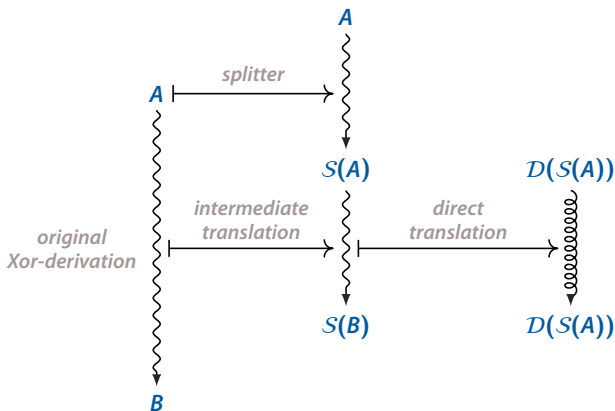 A
splitter
A
S(A)
D(S(A))
intermediate
translation
direct
translation
original
Xor-derivation
S(B)
D(S(A))
B